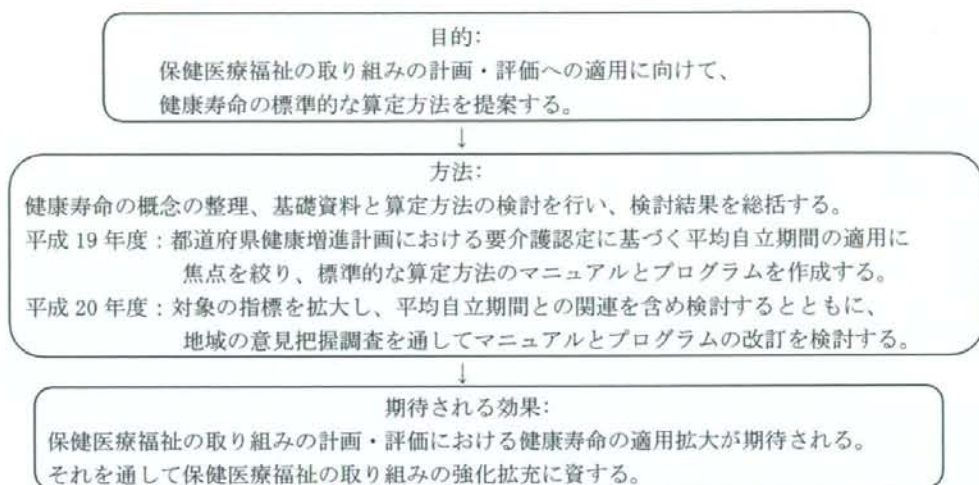 目的:
保健医療福祉の取り組みの計画・評価への適用に向けて、
健康寿命の標準的な算定方法を提案する。
↓
方法:
健康寿命の概念の整理、基礎資料と算定方法の検討を行い、検討結果を総括する。
平成 19 年度：都道府県健康増進計画における要介護認定に基づく平均自立期間の適用に
焦点を絞り、標準的な算定方法のマニュアルとプログラムを作成する。
平成 20 年度：対象の指標を拡大し、平均自立期間との関連を含め検討するとともに、
地域の意見把握調査を通してマニュアルとプログラムの改訂を検討する。
↓
期待される効果:
保健医療福祉の取り組みの計画・評価における健康寿命の適用拡大が期待される。
それを通して保健医療福祉の取り組みの強化拡充に資する。